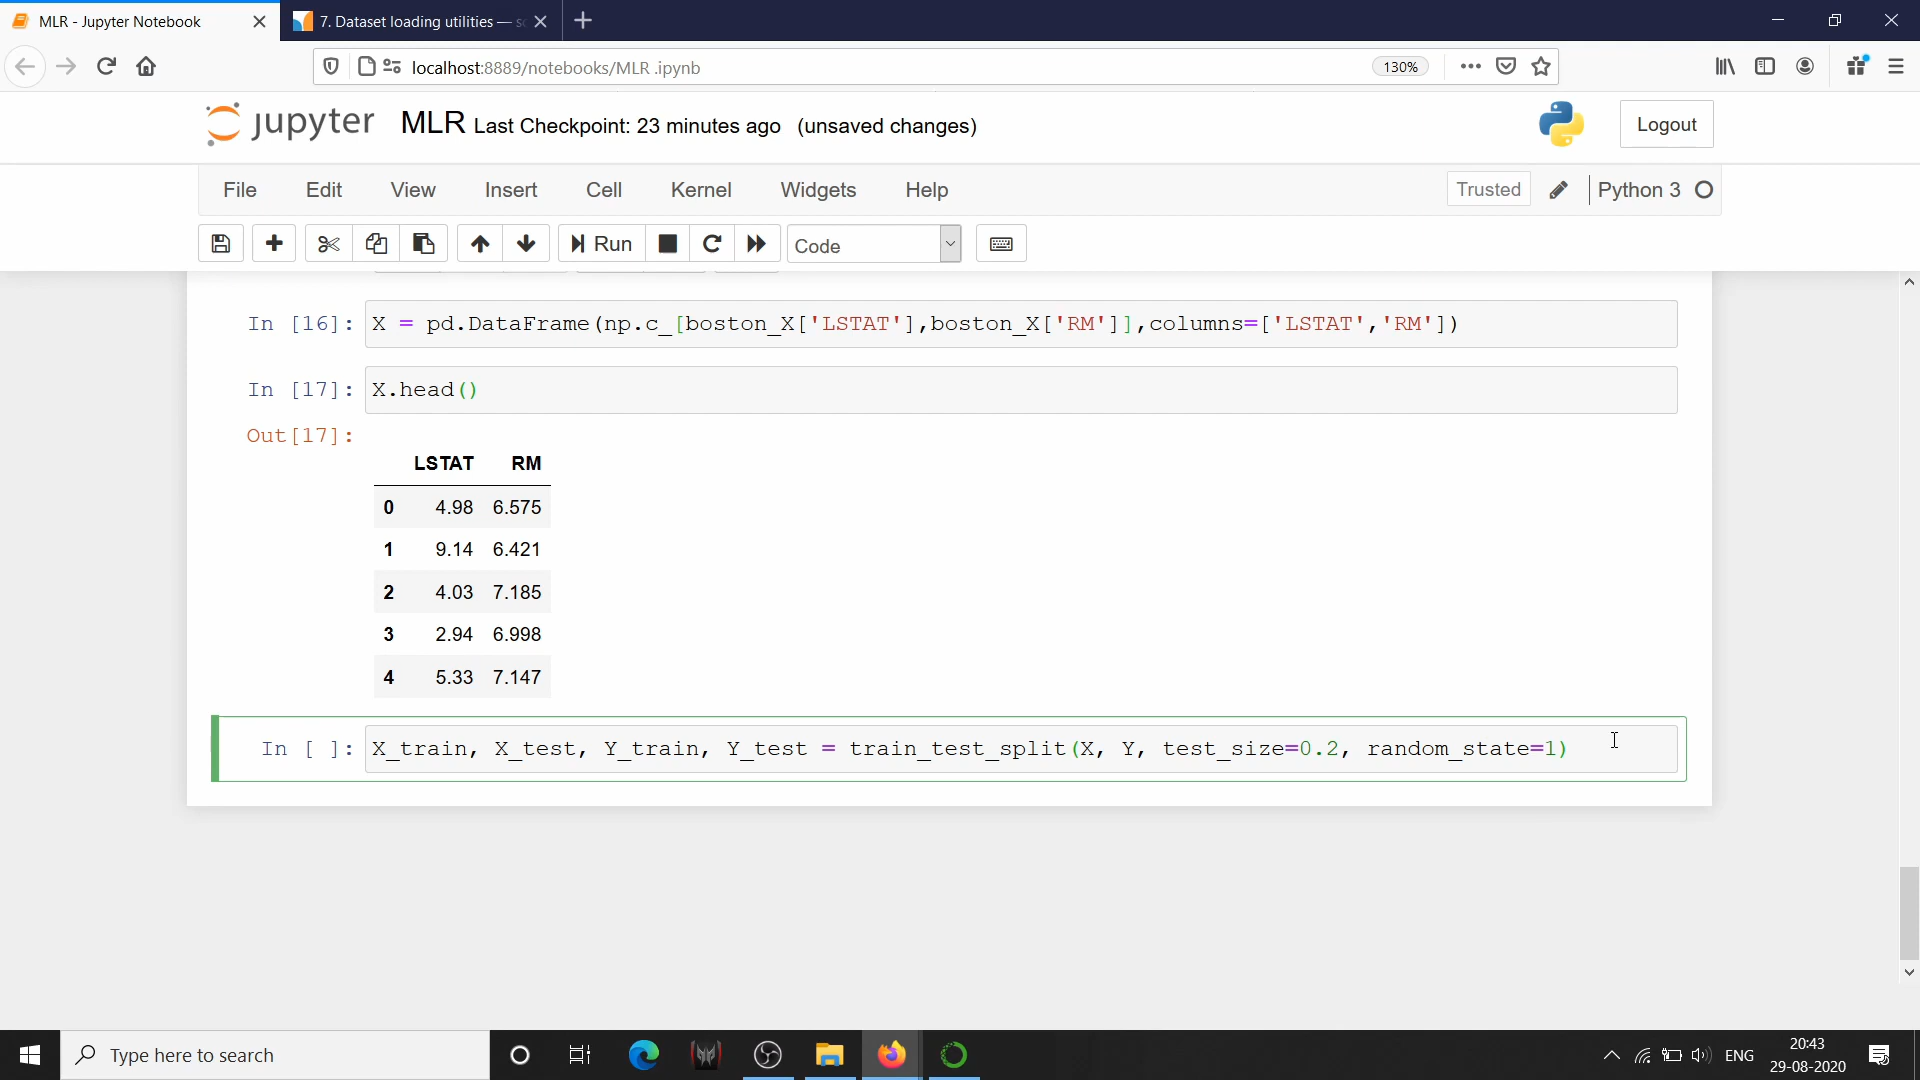 MLR - Jupyter Notebook
7. Dataset loading utilities — sc
localhost:8889/notebooks/MLR .ipynb
130%
jupyter MLR Last Checkpoint: 23 minutes ago (unsaved changes)
Logout
File Edit View Insert Cell Kernel Widgets Help
Trusted
Python 3
Run
Code
In [16]: X = pd.DataFrame(np.c_[boston_X['LSTAT'],boston_X['RM']],columns=['LSTAT','RM'])
In [17]: X.head()
Out[17]:
LSTAT RM
0 4.98 6.575
1 9.14 6.421
2 4.03 7.185
3 2.94 6.998
4 5.33 7.147
In [ ]: X_train, X_test, Y_train, Y_test = train_test_split(X, Y, test_size=0.2, random_state=1)
Type here to search
ENG
20:43
29-08-2020